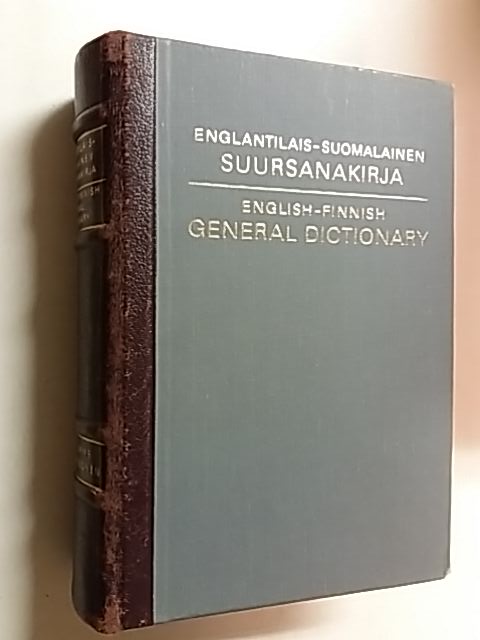 ENGLANTILAIS-SUOMALAINEN
SUURSANAKIRJA
ENGLISH-FINNISH
GENERAL DICTIONARY